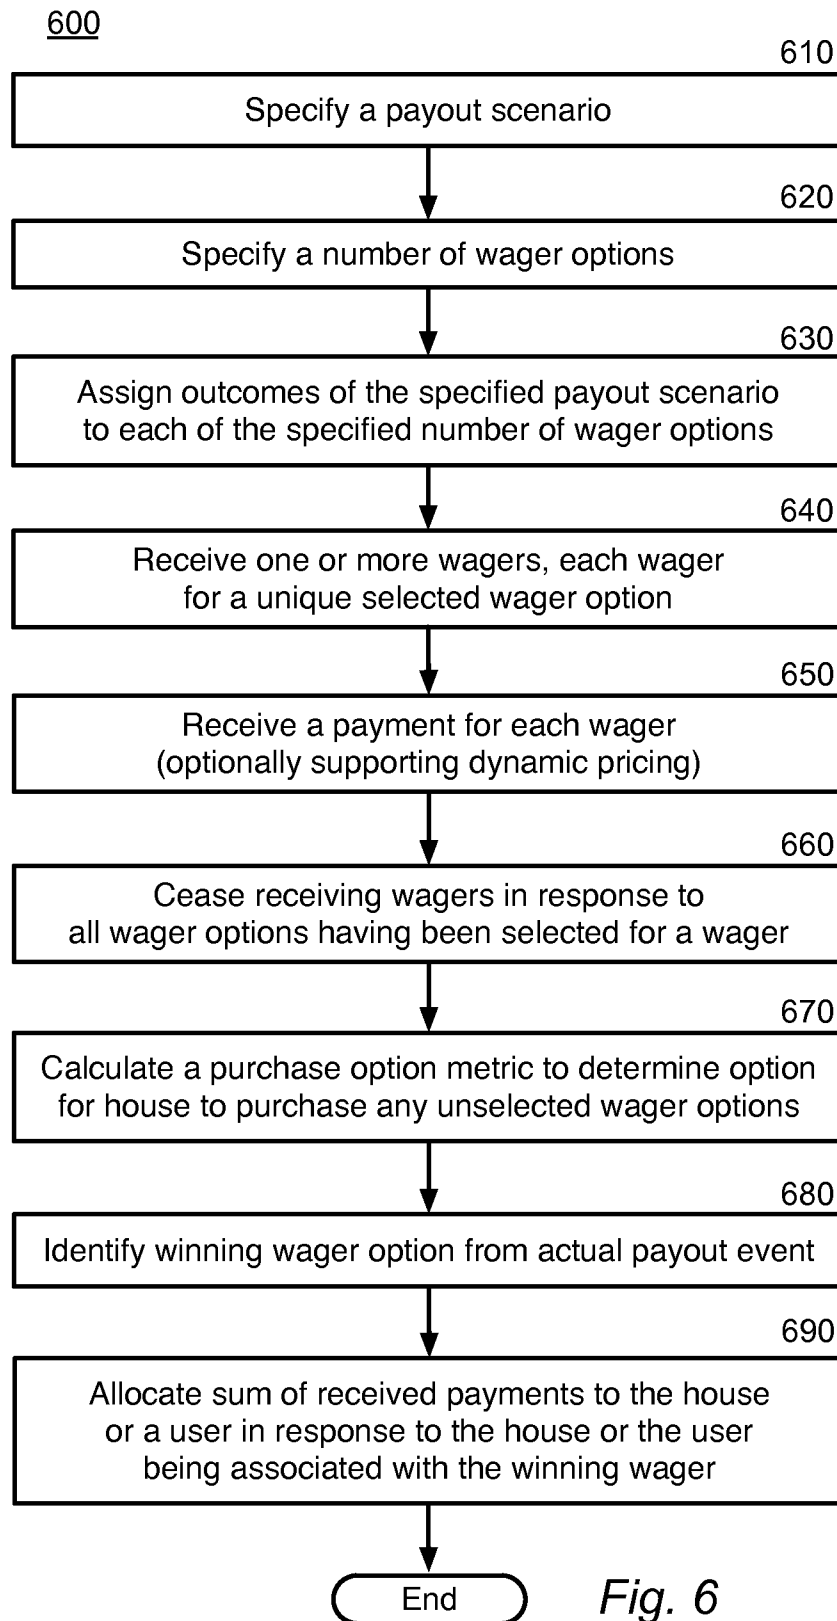 600
610
Specify a payout scenario
620
Specify a number of wager options
630
Assign outcomes of the specified payout scenario
to each of the specified number of wager options
640
Receive one or more wagers, each wager
for a unique selected wager option
650
Receive a payment for each wager
(optionally supporting dynamic pricing)
660
Cease receiving wagers in response to
all wager options having been selected for a wager
670
Calculate a purchase option metric to determine option
for house to purchase any unselected wager options
680
Identify winning wager option from actual payout event
690
Allocate sum of received payments to the house
or a user in response to the house or the user
being associated with the winning wager
End
Fig. 6